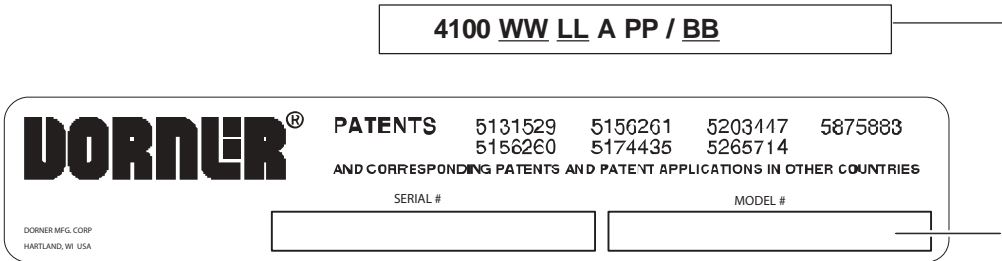 4100 WW LL A PP / BB
DORNER®
PATENTS 5131529 5156261 5203447 5875883
5156260 5174435 5265714
AND CORRESPONDING PATENTS AND PATENT APPLICATIONS IN OTHER COUNTRIES
SERIAL # MODEL #
DORNER MFG. CORP
HARTLAND, WI USA